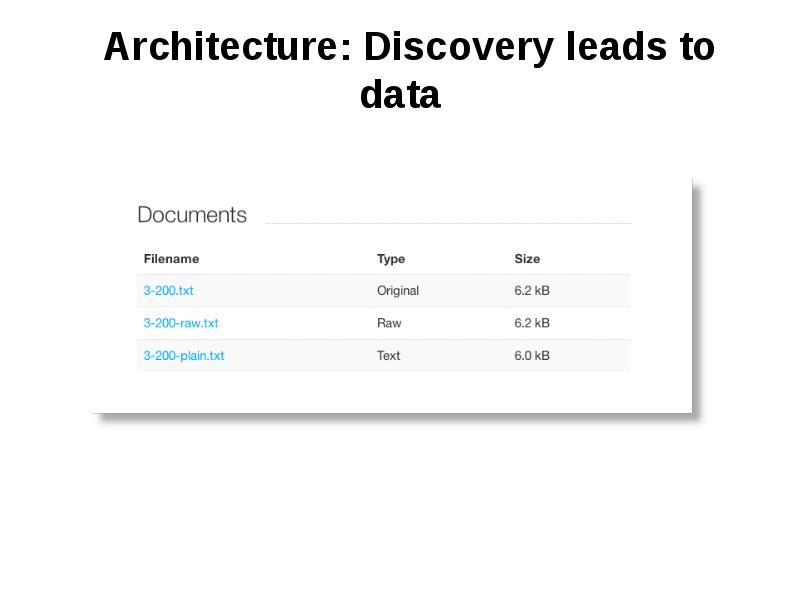 Architecture: Discovery leads to
data
Documents
Filename Type Size
3-200.txt Original 6.2 kB
3-200-raw.txt Raw 6.2 kB
3-200-plain.txt Text 6.0 kB